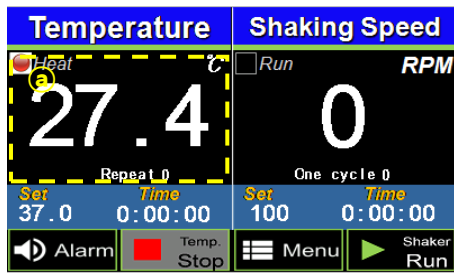 Temperature
Shaking Speed
ⓐ
Heat
℃
Run
RPM
27.4
0
Repeat 0
One cycle 0
Set
Time
Set
Time
37.0
0:00:00
100
0:00:00
Alarm
Temp. Stop
Menu
Shaker Run